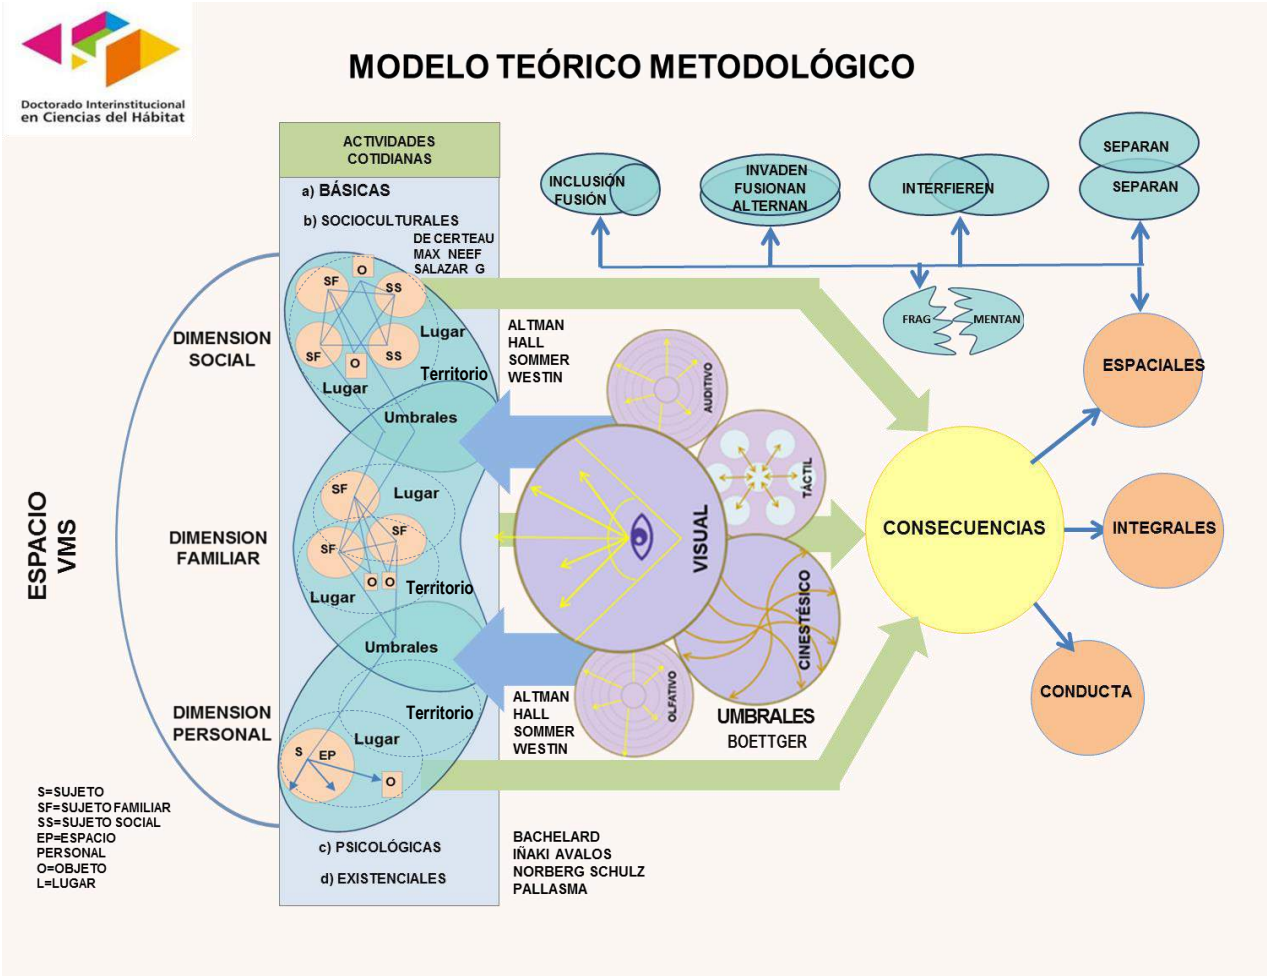 Doctorado Interinstitucional
en Ciencias del Hábitat
MODELO TEÓRICO METODOLÓGICO
ACTIVIDADES
COTIDIANAS
a) BÁSICAS
b) SOCIOCULTURALES
DE CERTEAU
MAX NEEF
SALAZAR G
INCLUSIÓN
FUSIÓN
INVADEN
FUSIONAN
ALTERNAN
INTERFIEREN
SEPARAN
SEPARAN
FRAG
MENTAN
ESPACIALES
INTEGRALES
CONDUCTA
CONSECUENCIAS
ESPACIO
VMS
DIMENSION
SOCIAL
DIMENSION
FAMILIAR
DIMENSION
PERSONAL
O
SF
SS
Lugar
SF
O
SS
Lugar
Territorio
Umbrales
SF
Lugar
SF
SF
O O
Lugar
Territorio
Umbrales
Territorio
Lugar
S
EP
O
ALTMAN
HALL
SOMMER
WESTIN
AUDITIVO
TÁCTIL
VISUAL
CINESTÉSICO
OLFATIVO
UMBRALES
BOETTGER
ALTMAN
HALL
SOMMER
WESTIN
S=SUJETO
SF=SUJETO FAMILIAR
SS=SUJETO SOCIAL
EP=ESPACIO
PERSONAL
O=OBJETO
L=LUGAR
c) PSICOLÓGICAS
d) EXISTENCIALES
BACHELARD
IÑAKI AVALOS
NORBERG SCHULZ
PALLASMA